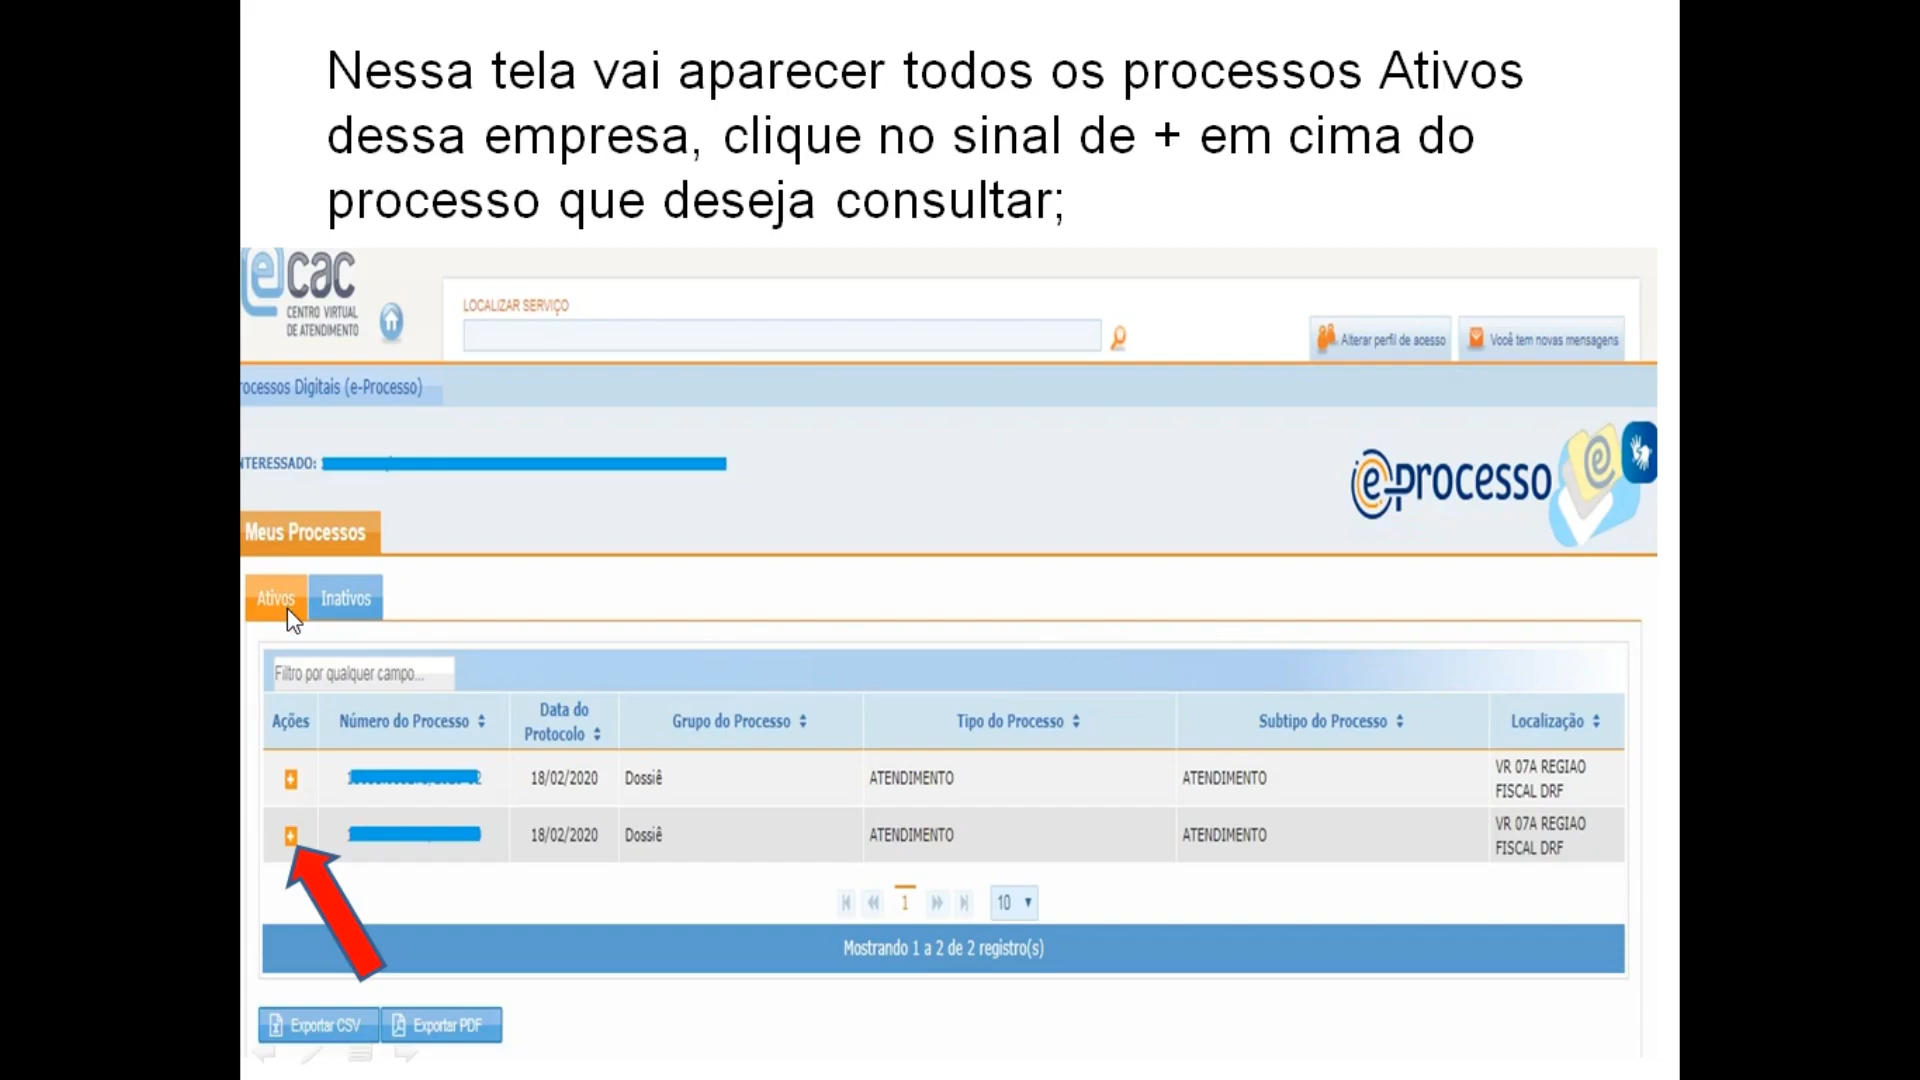 Nessa tela vai aparecer todos os processos Ativos
dessa empresa, clique no sinal de + em cima do
processo que deseja consultar;
ecac
CENTRO VIRTUAL
DE ATENDIMENTO
LOCALIZAR SERVIÇO
Alterar perfil de acesso
Você tem novas mensagens
ocessos Digitais (e-Processo)
NTERESSADO:
e-processo
Meus Processos
Ativos
Inativos
Filtro por qualquer campo...
Ações
Número do Processo
Data do
Protocolo
Grupo do Processo
Tipo do Processo
Subtipo do Processo
Localização
18/02/2020 Dossiê ATENDIMENTO ATENDIMENTO VR 07A REGIAO
FISCAL DRF
18/02/2020 Dossiê ATENDIMENTO ATENDIMENTO VR 07A REGIAO
FISCAL DRF
1
10
Mostrando 1 a 2 de 2 registro(s)
Exportar CSV
Exportar PDF